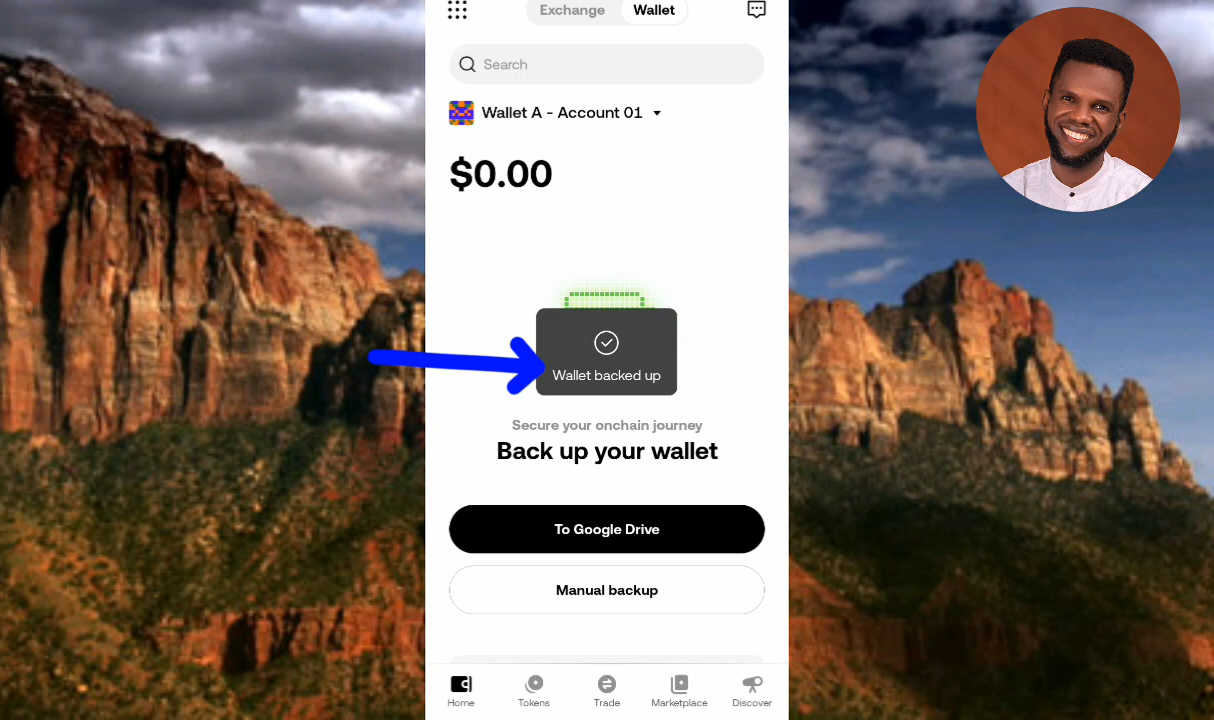 Exchange
Wallet
Search
Wallet A - Account 01
$0.00
Wallet backed up
Secure your onchain journey
Back up your wallet
To Google Drive
Manual backup
Home
Tokens
Trade
Marketplace
Discover